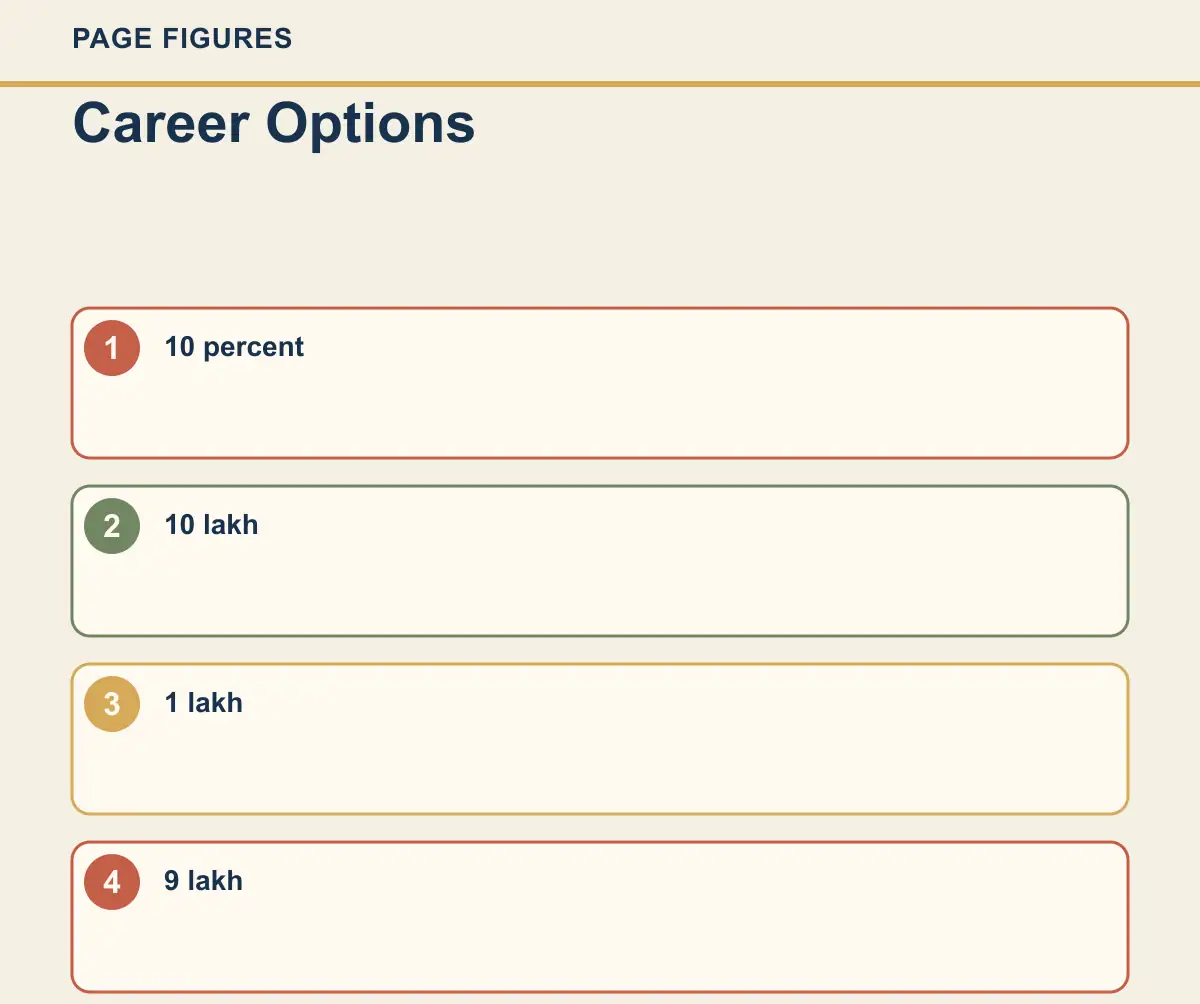 PAGE FIGURES
Career Options
1 10 percent
2 10 lakh
3 1 lakh
4 9 lakh